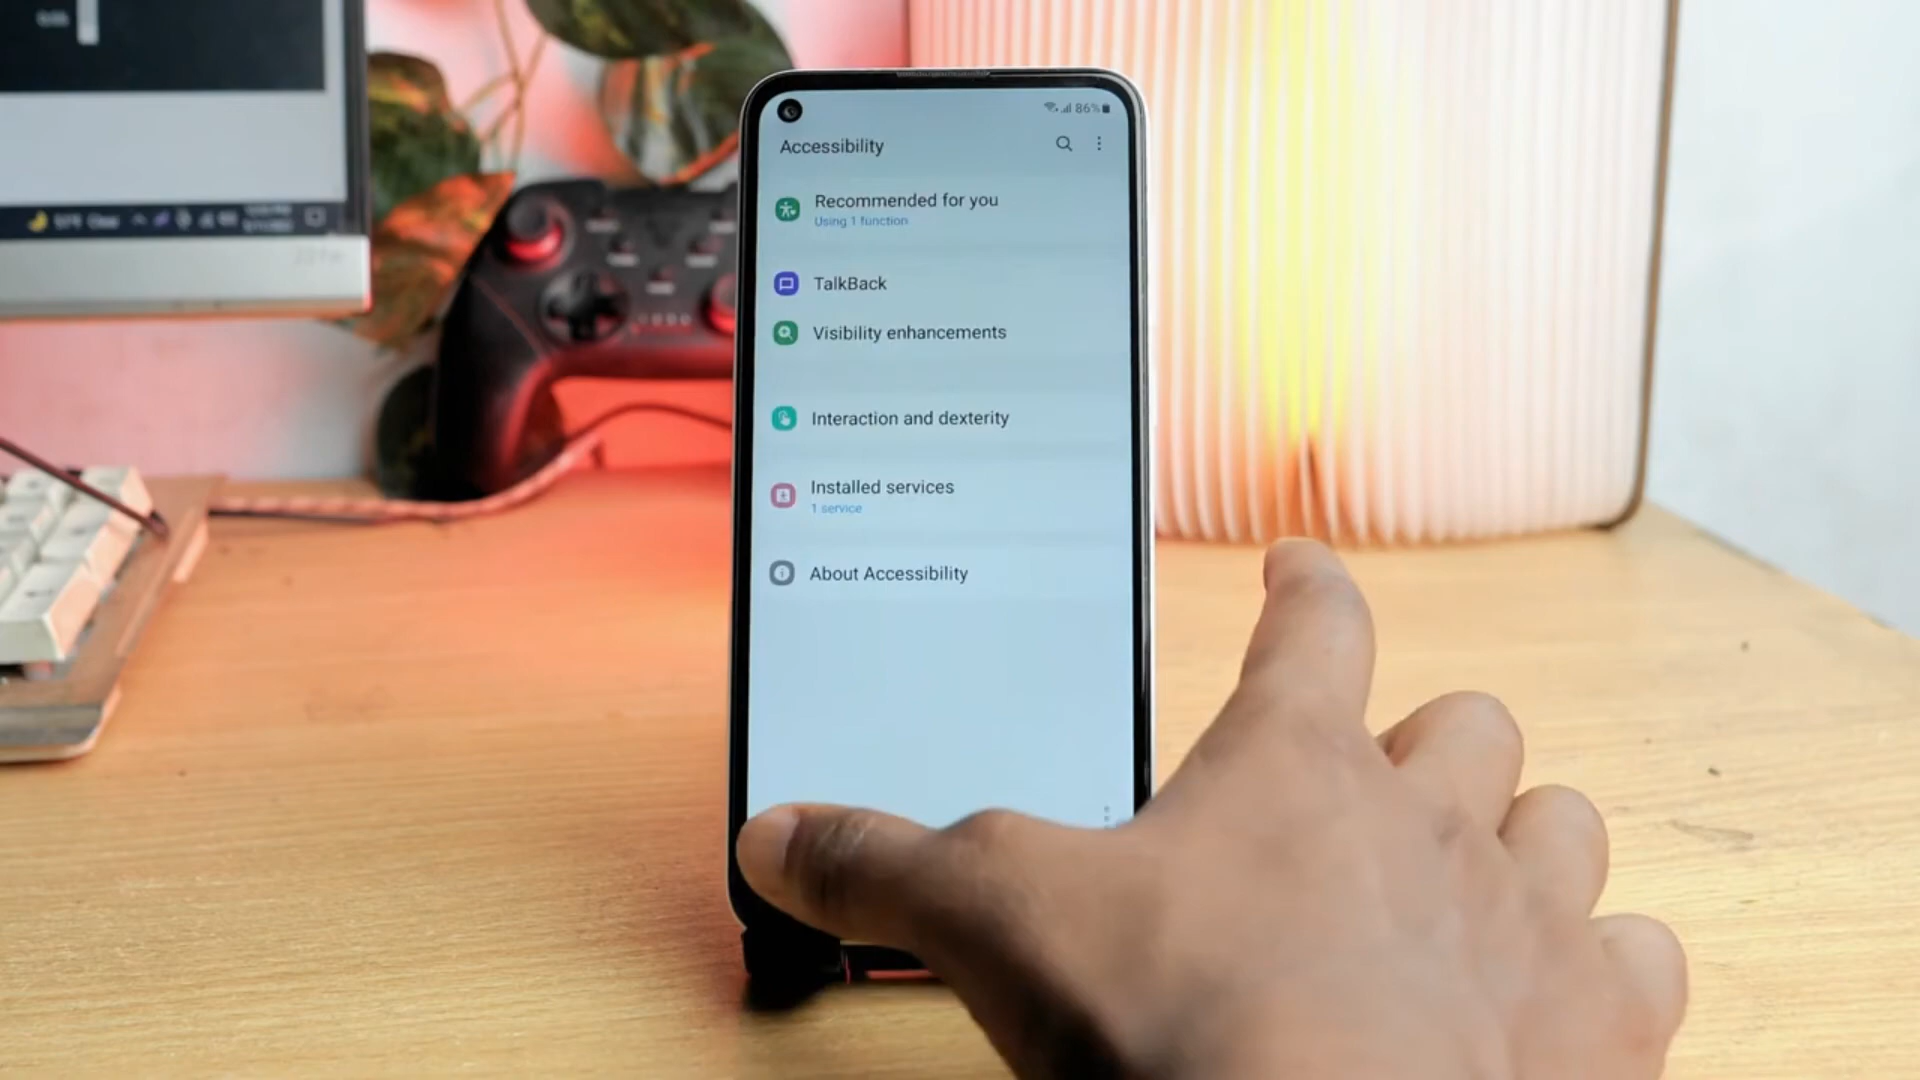 86%
Accessibility
Recommended for you
Using 1 function
TalkBack
Visibility enhancements
Interaction and dexterity
Installed services
1 service
About Accessibility